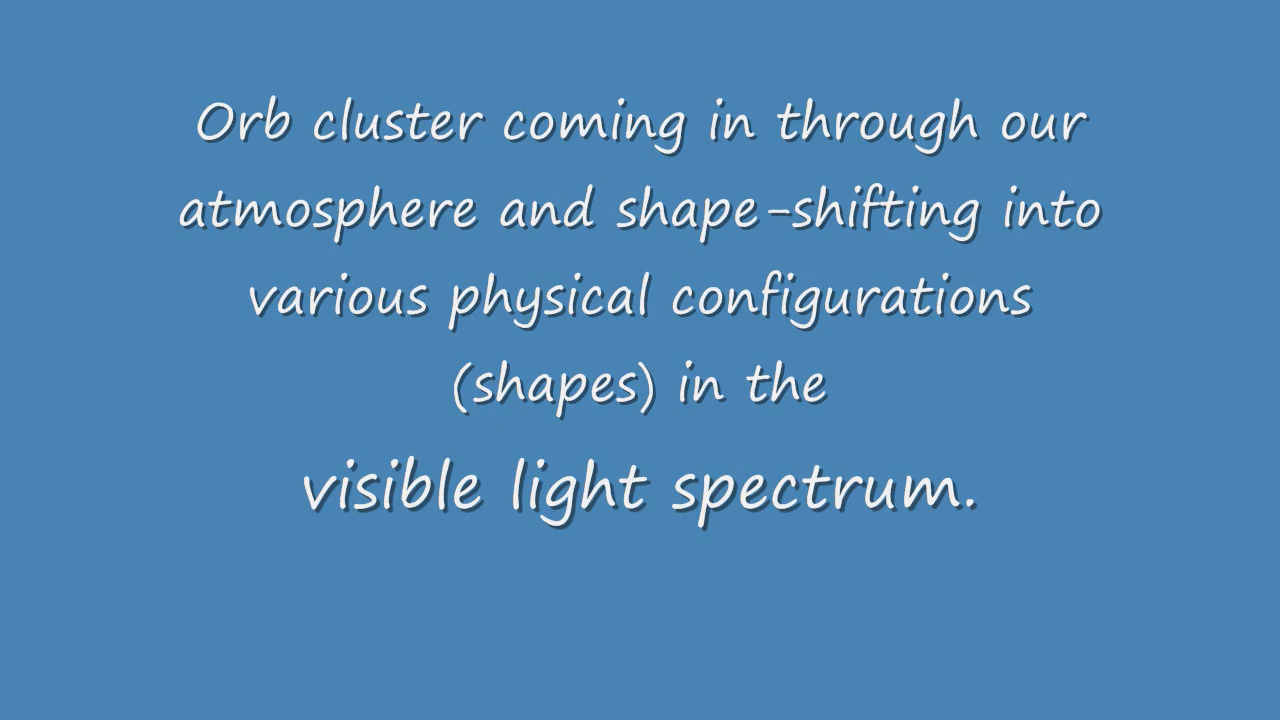 Orb cluster coming in through our
atmosphere and shape-shifting into
various physical configurations
(shapes) in the
visible light spectrum.